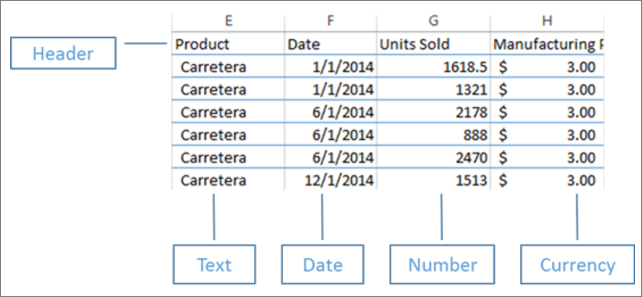 E F G H
Header
Product Date Units Sold Manufacturing
Carretera 1/1/2014 1618.5 $ 3.00
Carretera 1/1/2014 1321 $ 3.00
Carretera 6/1/2014 2178 $ 3.00
Carretera 6/1/2014 888 $ 3.00
Carretera 6/1/2014 2470 $ 3.00
Carretera 12/1/2014 1513 $ 3.00
Text Date Number Currency